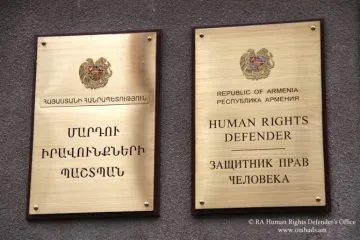 ՀԱՅԱՍՏԱՆԻ ՀԱՆՐԱՊԵՏՈՒԹՅՈՒՆ
ՄԱՐԴՈՒ
ԻՐԱՎՈՒՆՔՆԵՐԻ
ՊԱՇՏՊԱՆ
REPUBLIC OF ARMENIA
РЕСПУБЛИКА АРМЕНИЯ
HUMAN RIGHTS
DEFENDER
ЗАЩИТНИК ПРАВ
ЧЕЛОВЕКА
© RA Human Rights Defender's Office
www.ombuds.am